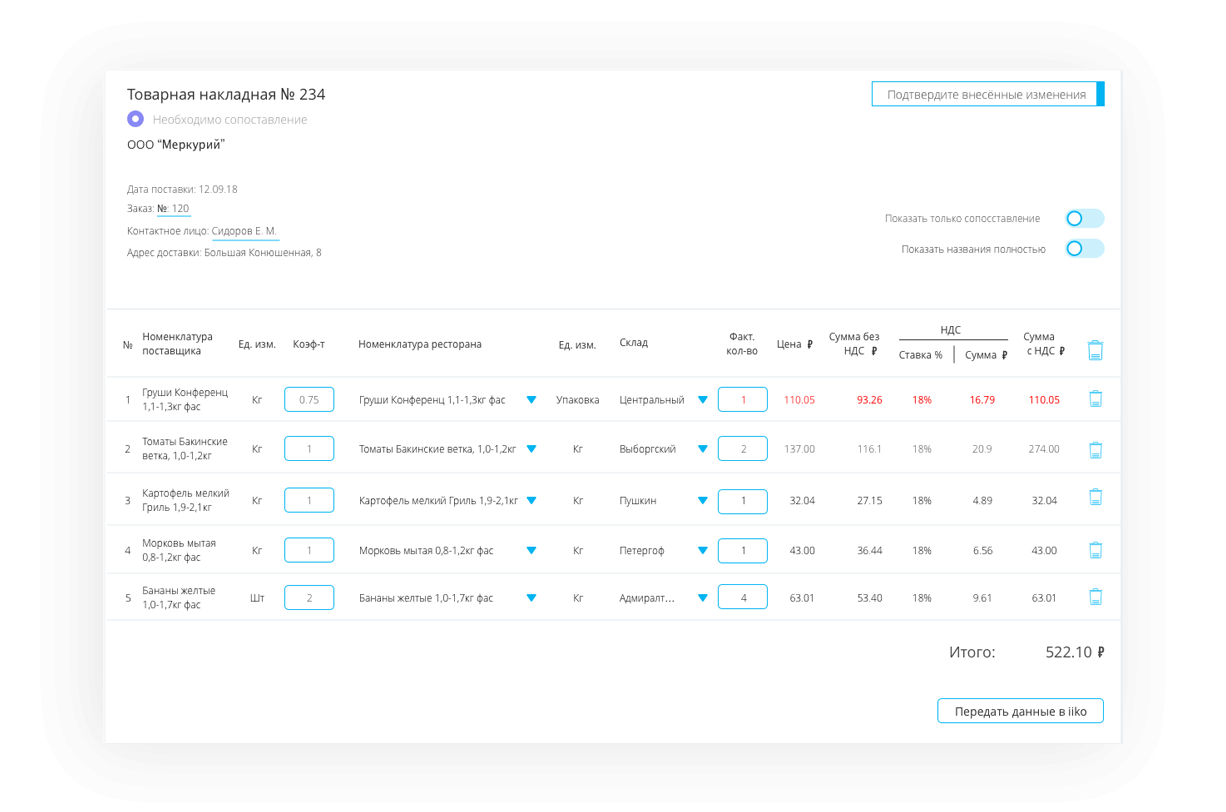 Товарная накладная № 234
Подтвердите внесённые изменения
Необходимо сопоставление
ООО “Меркурий”
Дата поставки: 12.09.18
Заказ: №: 120
Контактное лицо: Сидоров Е. М.
Адрес доставки: Большая Конюшенная, 8
Показать только сопосставление
Показать названия полностью
№ Номенклатура поставщика Ед. изм. Коэф-т Номенклатура ресторана Ед. изм. Склад Факт. кол-во Цена ₽ Сумма без НДС ₽ НДС Ставка % Сумма ₽ Сумма с НДС ₽
1 Груши Конференц 1,1-1,3кг фас Кг 0.75 Груши Конференц 1,1-1,3кг фас Упаковка Центральный 1 110.05 93.26 18% 16.79 110.05
2 Томаты Бакинские ветка, 1,0-1,2кг Кг 1 Томаты Бакинские ветка, 1,0-1,2кг Кг Выборгский 2 137.00 116.1 18% 20.9 274.00
3 Картофель мелкий Гриль 1,9-2,1кг Кг 1 Картофель мелкий Гриль 1,9-2,1кг Кг Пушкин 1 32.04 27.15 18% 4.89 32.04
4 Морковь мытая 0,8-1,2кг фас Кг 1 Морковь мытая 0,8-1,2кг фас Кг Петергоф 1 43.00 36.44 18% 6.56 43.00
5 Бананы желтые 1,0-1,7кг фас Шт 2 Бананы желтые 1,0-1,7кг фас Кг Адмиралт... 4 63.01 53.40 18% 9.61 63.01
Итого: 522.10 ₽
Передать данные в iiko